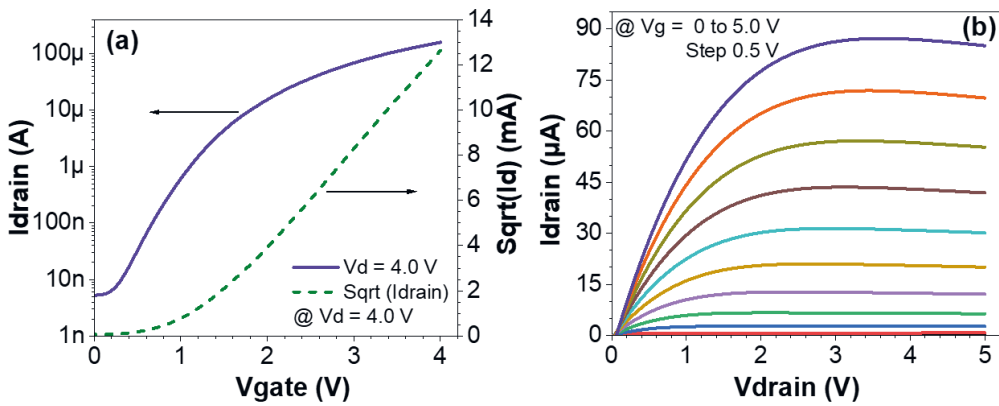 (a)
Idrain (A)
100μ
10μ
1μ
100n
10n
1n
0
1
2
3
4
Vgate (V)
Vd = 4.0 V
Sqrt (Idrain)
@ Vd = 4.0 V
14
12
10
8
6
4
2
0
Sqrt(Id) (mA)
(b)
@ Vg = 0 to 5.0 V
Step 0.5 V
Idrain (μA)
90
75
60
45
30
15
0
0
1
2
3
4
5
Vdrain (V)